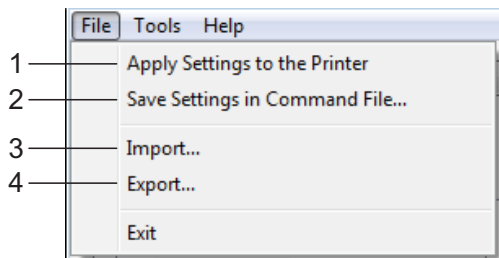 File Tools Help
1 Apply Settings to the Printer
2 Save Settings in Command File...
3 Import...
4 Export...
Exit